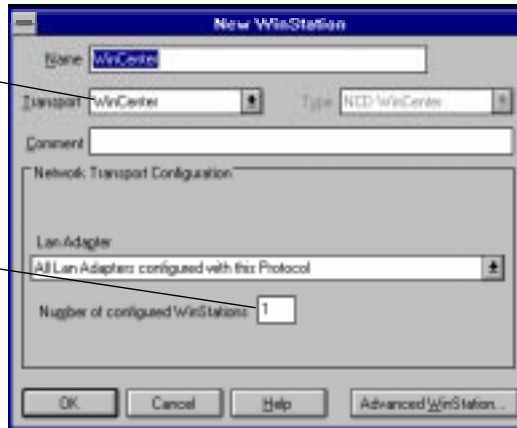 New WinStation
Name WinCenter
Transport WinCenter Type NCD WinCenter
Comment
Network Transport Configuration
Lan Adapter
All Lan Adapters configured with this Protocol
Number of configured WinStations 1
OK Cancel Help Advanced WinStation...